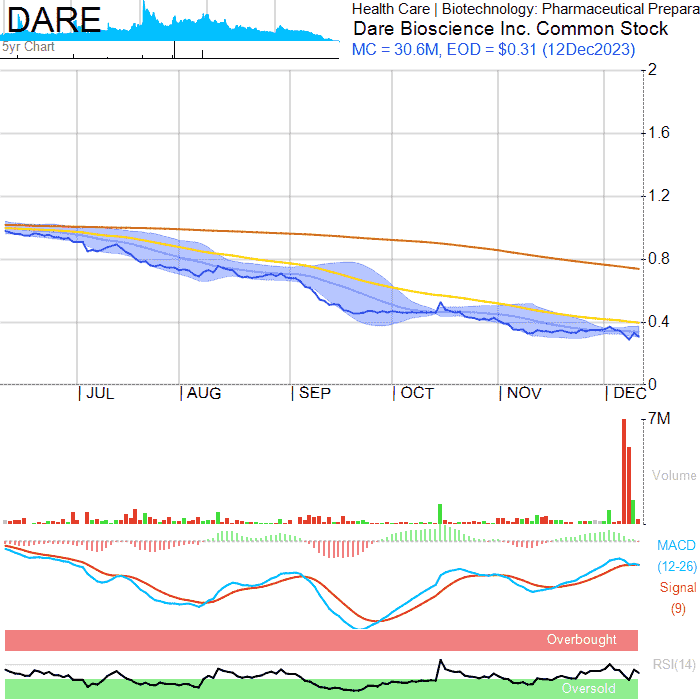 DARE
5yr Chart
Health Care | Biotechnology: Pharmaceutical Prepara
Dare Bioscience Inc. Common Stock
MC = 30.6M, EOD = $0.31 (12Dec2023)
2
1.6
1.2
0.8
0.4
0
JUL
AUG
SEP
OCT
NOV
DEC
7M
Volume
MACD
(12-26)
Signal
(9)
Overbought
RSI(14)
Oversold